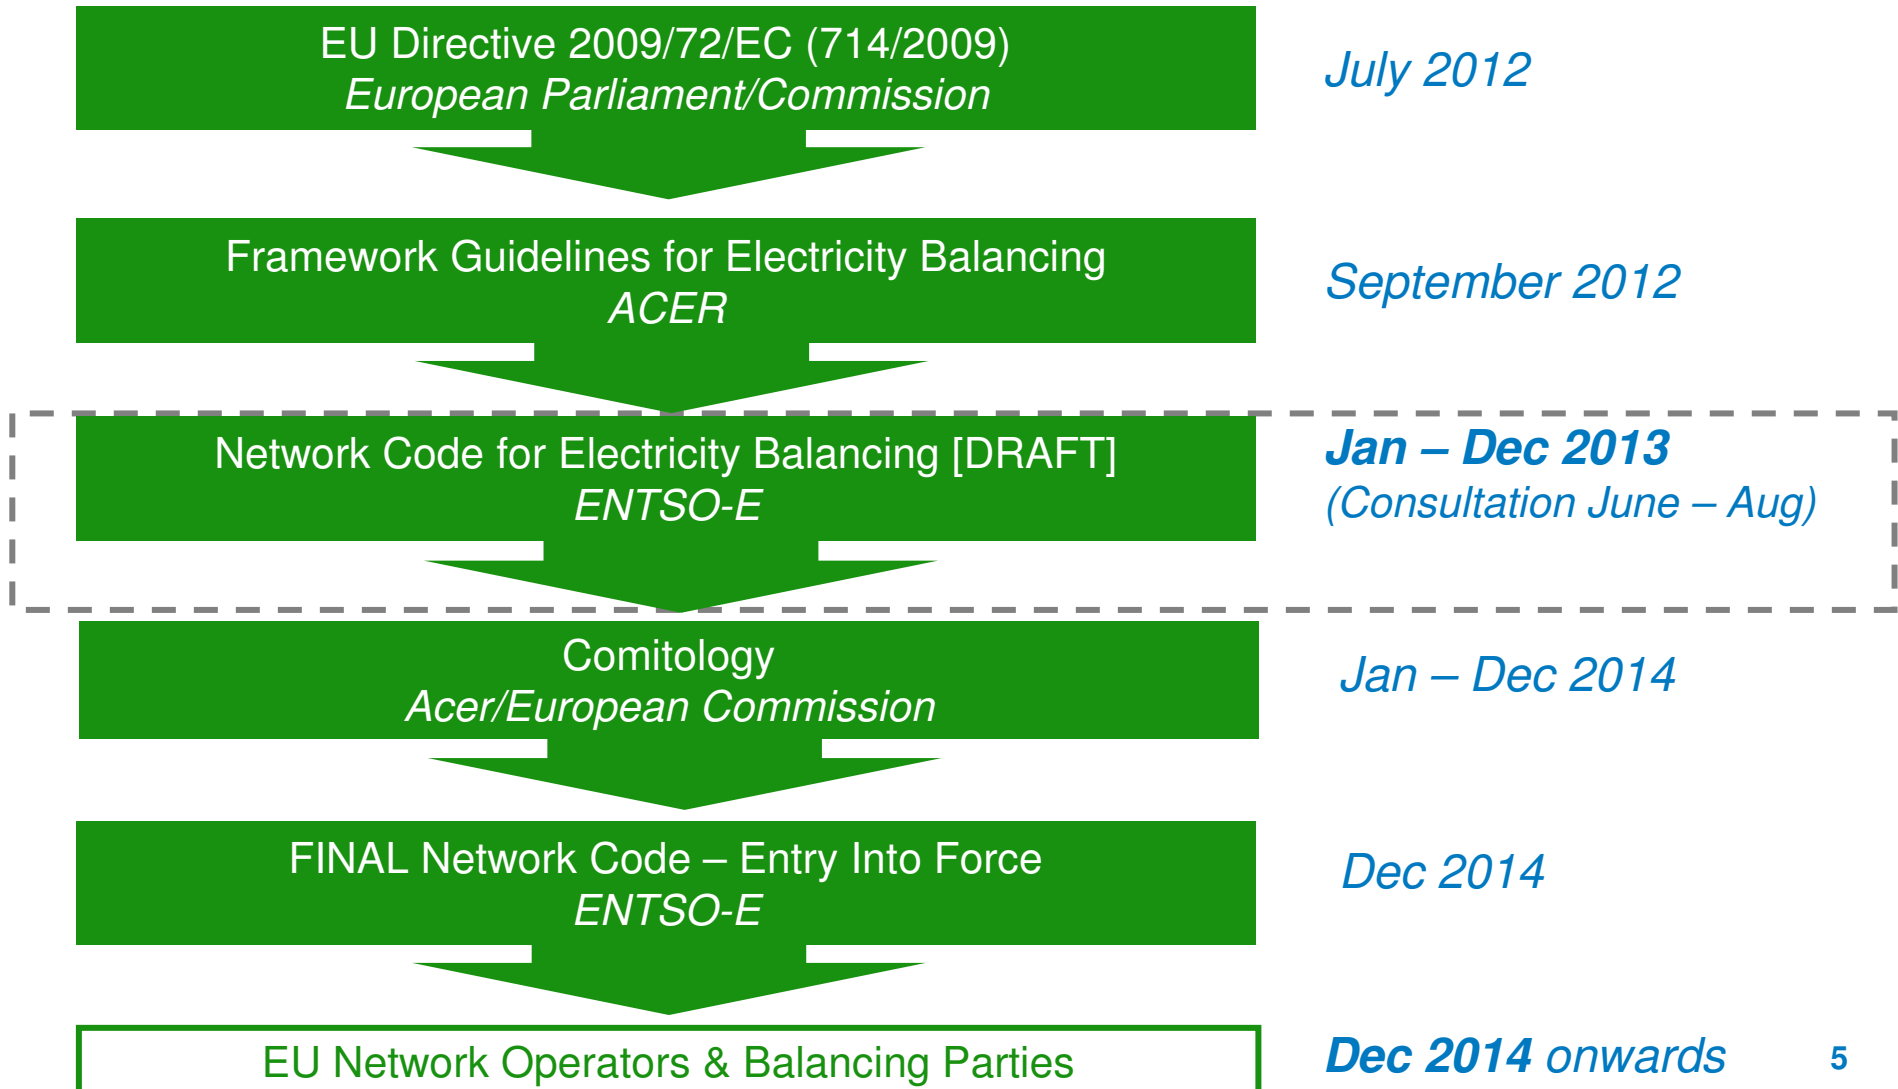 EU Directive 2009/72/EC (714/2009)
European Parliament/Commission
July 2012
Framework Guidelines for Electricity Balancing
ACER
September 2012
Network Code for Electricity Balancing [DRAFT]
ENTSO-E
Jan – Dec 2013
(Consultation June – Aug)
Comitology
Acer/European Commission
Jan – Dec 2014
FINAL Network Code – Entry Into Force
ENTSO-E
Dec 2014
EU Network Operators & Balancing Parties
Dec 2014 onwards
5